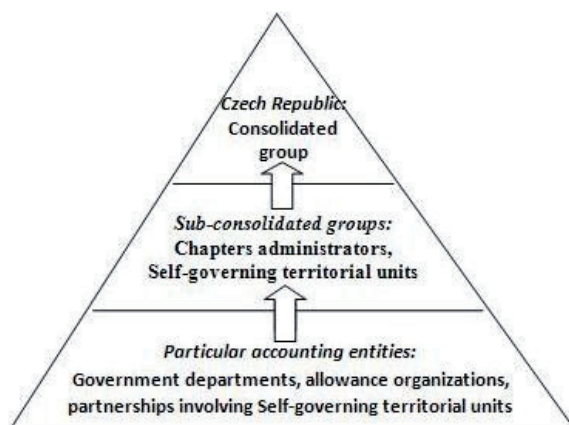 Czech Republic:
Consolidated
group
Sub-consolidated groups:
Chapters administrators,
Self-governing territorial units
Particular accounting entities:
Government departments, allowance organizations,
partnerships involving Self-governing territorial units